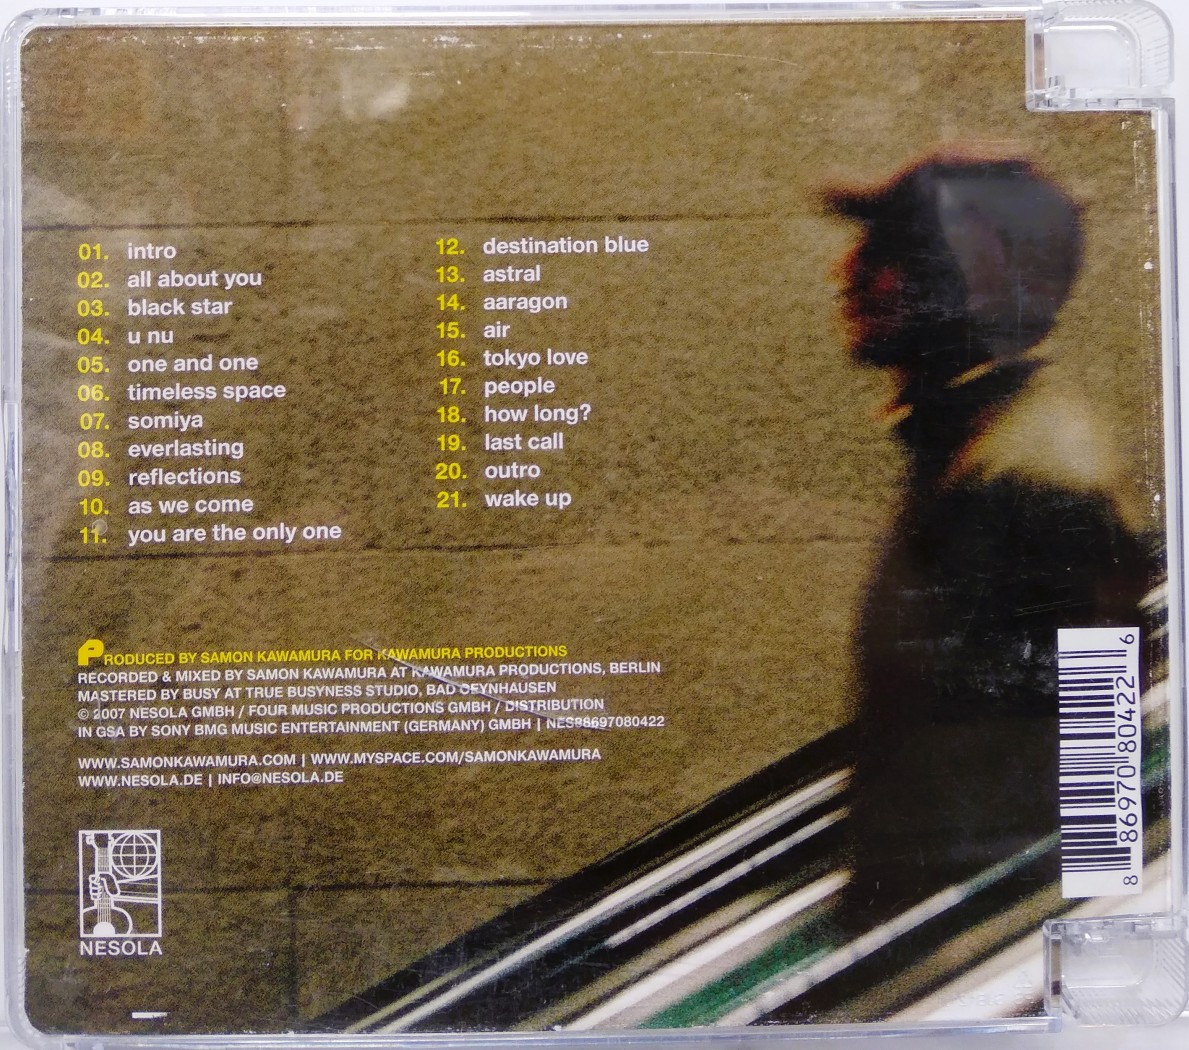 01. intro
02. all about you
03. black star
04. u nu
05. one and one
06. timeless space
07. somiya
08. everlasting
09. reflections
10. as we come
11. you are the only one
12. destination blue
13. astral
14. aaragon
15. air
16. tokyo love
17. people
18. how long?
19. last call
20. outro
21. wake up
PRODUCED BY SAMON KAWAMURA FOR KAWAMURA PRODUCTIONS
RECORDED & MIXED BY SAMON KAWAMURA AT KAWAMURA PRODUCTIONS, BERLIN
MASTERED BY BUSY AT TRUE BUSYNESS STUDIO, BAD OEYNHAUSEN
© 2007 NESOLA GMBH / FOUR MUSIC PRODUCTIONS GMBH / DISTRIBUTION
IN GSA BY SONY BMG MUSIC ENTERTAINMENT (GERMANY) GMBH | NES88697080422
WWW.SAMONKAWAMURA.COM | WWW.MYSPACE.COM/SAMONKAWAMURA
WWW.NESOLA.DE | INFO@NESOLA.DE
NESOLA
8 86970 80422 6